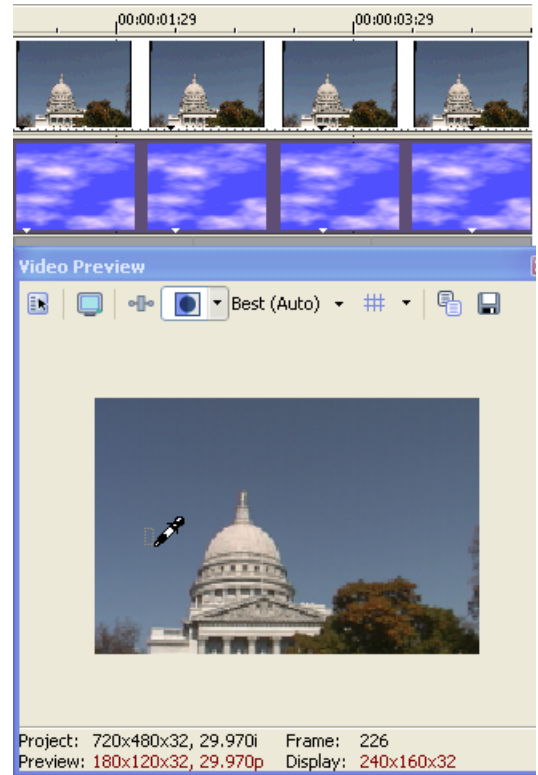 00:00:01;29 00:00:03;29
Video Preview
Best (Auto)
Project: 720x480x32, 29.970i Frame: 226
Preview: 180x120x32, 29.970p Display: 240x160x32